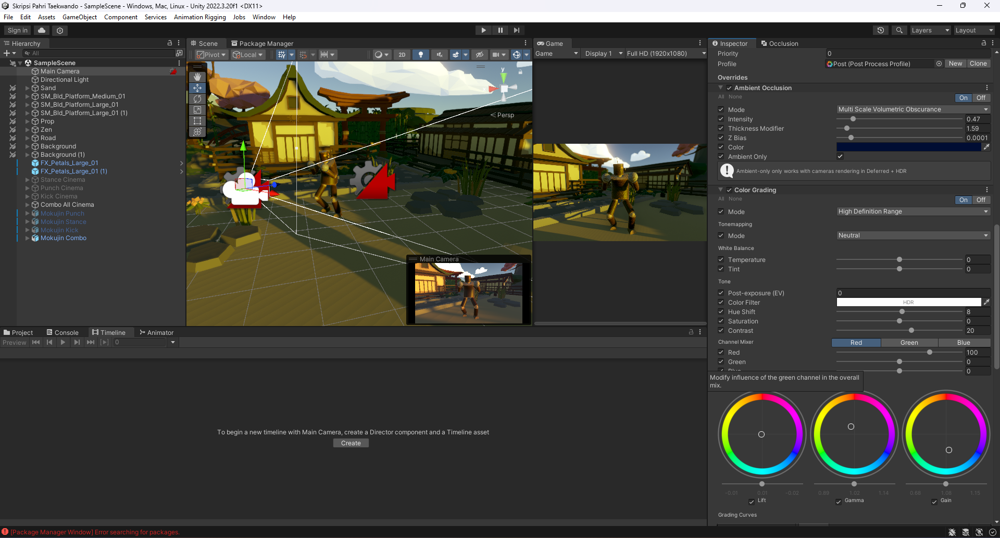 Skripsi Pahri Taekwando - SampleScene - Windows, Mac, Linux - Unity 2022.3.20f1 <DX11>
File Edit Assets GameObject Component Services Animation Rigging Jobs Window Help
Sign in
Layers Layout
Hierarchy
All
SampleScene
Main Camera
Directional Light
Sand
SM_Bld_Platform_Medium_01
SM_Bld_Platform_Large_01
SM_Bld_Platform_Large_01 (1)
Prop
Zen
Road
Background
Background (1)
FX_Petals_Large_01
FX_Petals_Large_01 (1)
Stance Cinema
Punch Cinema
Kick Cinema
Combo All Cinema
Mokujin Punch
Mokujin Stance
Mokujin Kick
Mokujin Combo
Scene Package Manager
Pivot Local 2D
y
Persp
Main Camera
Game
Game Display 1 Full HD (1920x1080)
Project Console Timeline Animator
Preview 0
To begin a new timeline with Main Camera, create a Director component and a Timeline asset
Create
Inspector Occlusion
Priority 0
Profile Post (Post Process Profile) New Clone
Overrides
Ambient Occlusion
All None On Off
Mode Multi Scale Volumetric Obscurance
Intensity 0.47
Thickness Modifier 1.59
Z Bias 0.0001
Color
Ambient Only
Ambient-only only works with cameras rendering in Deferred + HDR
Color Grading
All None On Off
Mode High Definition Range
Tonemapping
Mode Neutral
White Balance
Temperature 0
Tint 0
Tone
Post-exposure (EV) 0
Color Filter HDR
Hue Shift 8
Saturation 0
Contrast 20
Channel Mixer Red Green Blue
Red 100
Green 0
Blue 0
Modify influence of the green channel in the overall
mix.
-0.01 0.01 -0.02 0.89 1.02 1.14 0.68 1.08 1.15
Lift Gamma Gain
Grading Curves
[Package Manager Window] Error searching for packages.